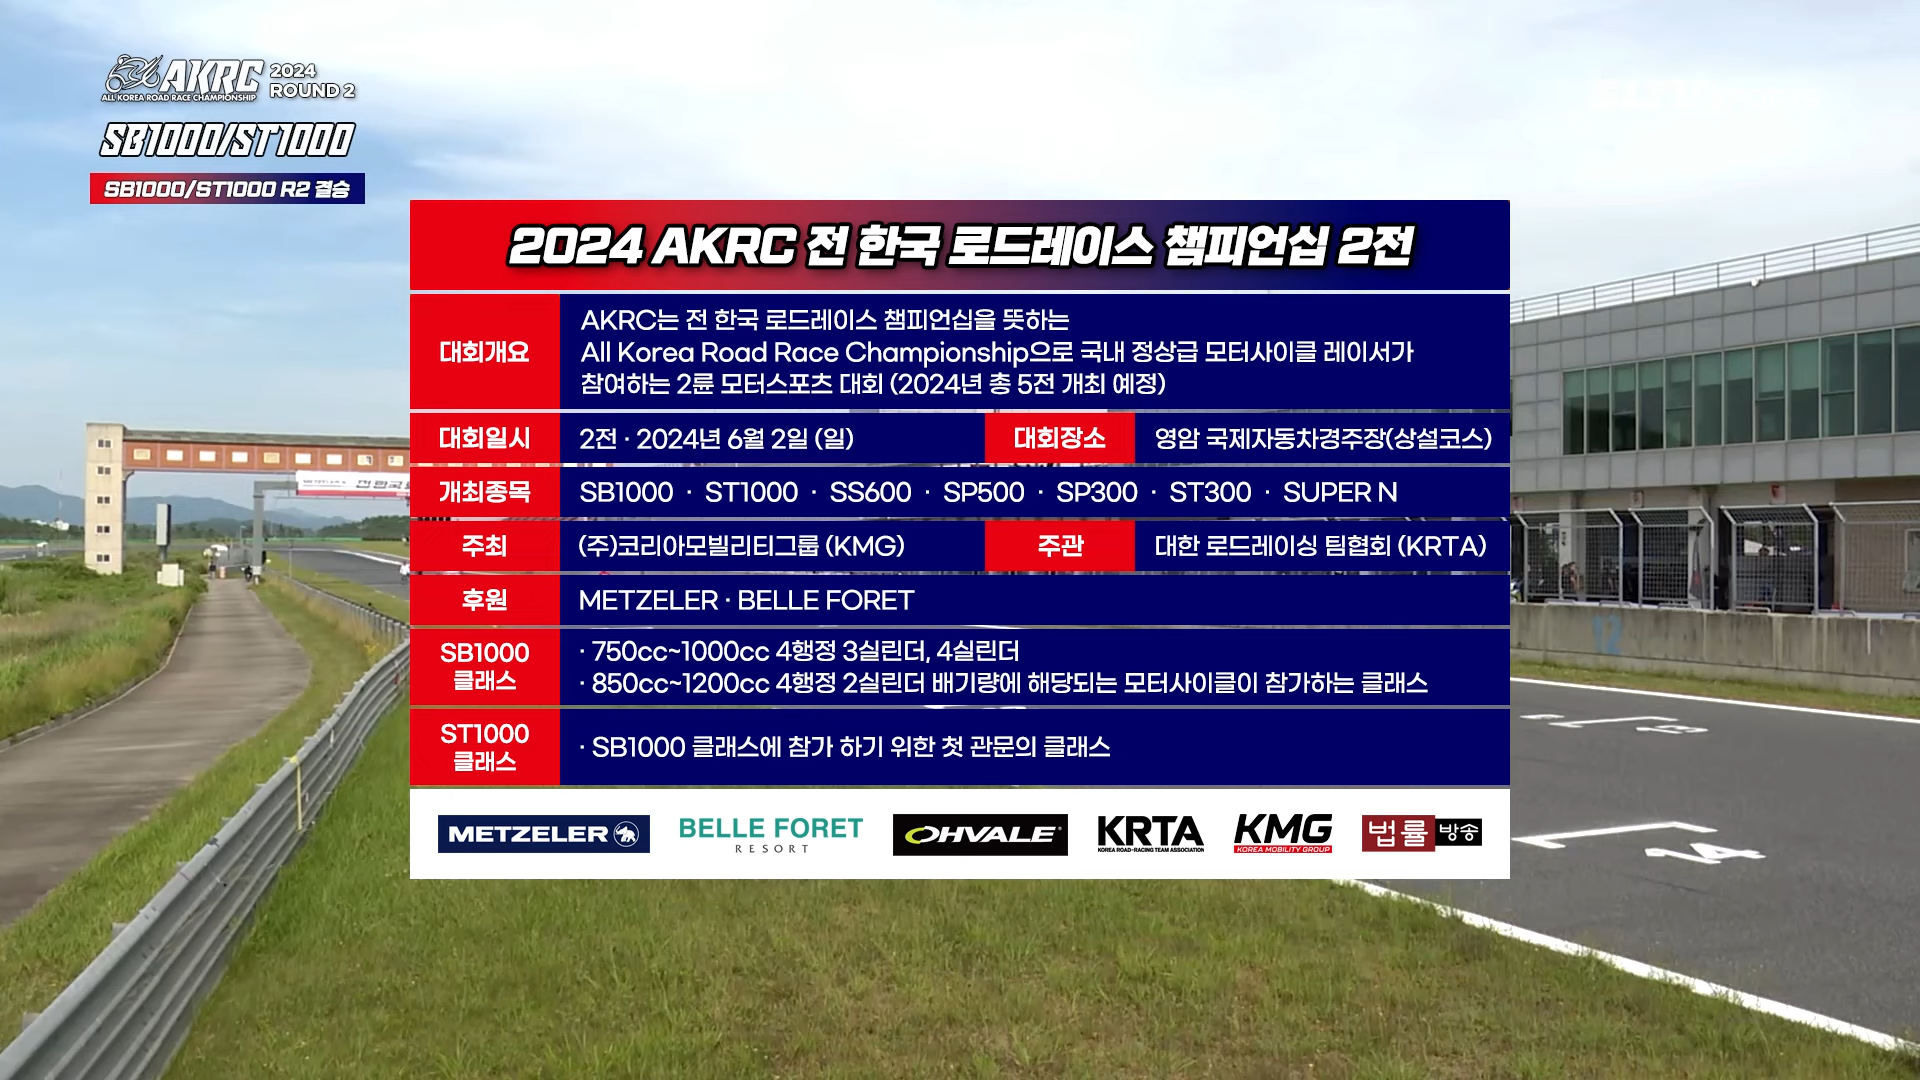 AKRC 2024
ALL KOREA ROAD RACE CHAMPIONSHIP ROUND 2
SB1000/ST1000
SB1000/ST1000 R2 결승
2024 AKRC 전 한국 로드레이스 챔피언십 2전
대회개요
AKRC는 전 한국 로드레이스 챔피언십을 뜻하는
All Korea Road Race Championship으로 국내 정상급 모터사이클 레이서가
참여하는 2륜 모터스포츠 대회 (2024년 총 5전 개최 예정)
대회일시 2전 · 2024년 6월 2일 (일) 대회장소 영암 국제자동차경주장(상설코스)
개최종목 SB1000 · ST1000 · SS600 · SP500 · SP300 · ST300 · SUPER N
주최 (주)코리아모빌리티그룹 (KMG) 주관 대한 로드레이싱 팀협회 (KRTA)
후원 METZELER · BELLE FORET
SB1000
클래스
· 750cc~1000cc 4행정 3실린더, 4실린더
· 850cc~1200cc 4행정 2실린더 배기량에 해당되는 모터사이클이 참가하는 클래스
ST1000
클래스
· SB1000 클래스에 참가 하기 위한 첫 관문의 클래스
METZELER
BELLE FORET
RESORT
OHVALE
KRTA
KOREA ROAD-RACING TEAM ASSOCIATION
KMG
KOREA MOBILITY GROUP
법률방송
12
13
14